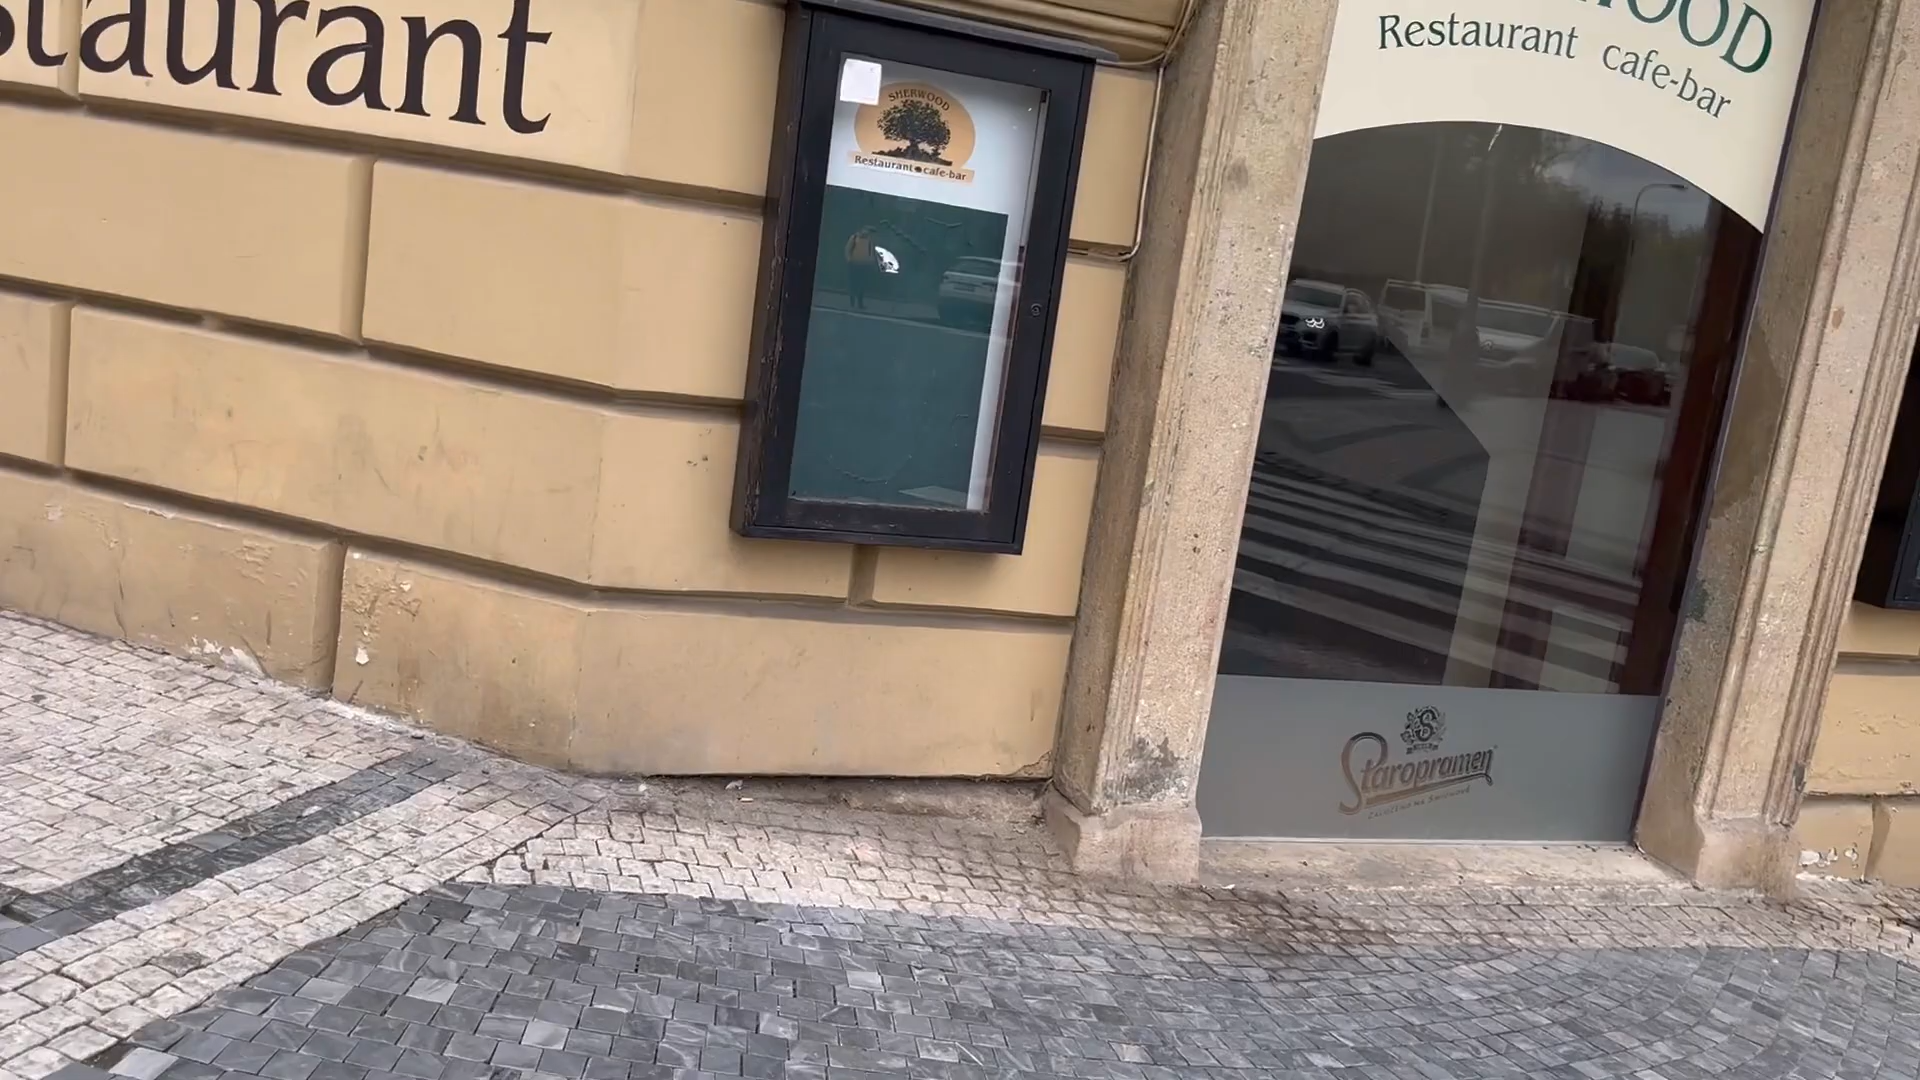 staurant
SHERWOOD
Restaurant cafe-bar
OOD
Restaurant cafe-bar
Staropramen